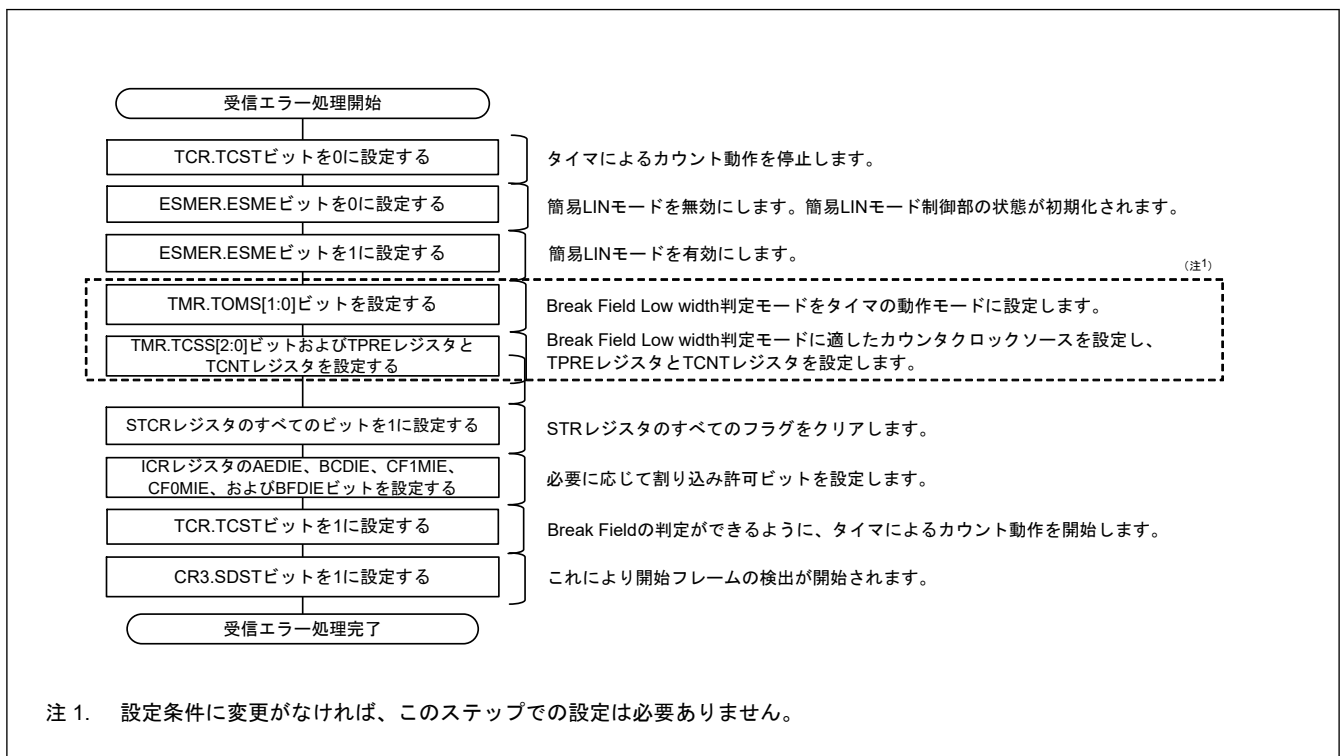 受信エラー処理開始
TCR.TCSTビットを0に設定する
タイマによるカウント動作を停止します。
ESMER.ESMEビットを0に設定する
簡易LINモードを無効にします。簡易LINモード制御部の状態が初期化されます。
ESMER.ESMEビットを1に設定する
簡易LINモードを有効にします。
（注1）
TMR.TOMS[1:0]ビットを設定する
Break Field Low width判定モードをタイマの動作モードに設定します。
TMR.TCSS[2:0]ビットおよびTPREレジスタと
TCNTレジスタを設定する
Break Field Low width判定モードに適したカウンタクロックソースを設定し、
TPREレジスタとTCNTレジスタを設定します。
STCRレジスタのすべてのビットを1に設定する
STRレジスタのすべてのフラグをクリアします。
ICRレジスタのAEDIE、BCDIE、CF1MIE、
CF0MIE、およびBFDIEビットを設定する
必要に応じて割り込み許可ビットを設定します。
TCR.TCSTビットを1に設定する
Break Fieldの判定ができるように、タイマによるカウント動作を開始します。
CR3.SDSTビットを1に設定する
これにより開始フレームの検出が開始されます。
受信エラー処理完了
注 1. 設定条件に変更がなければ、このステップでの設定は必要ありません。